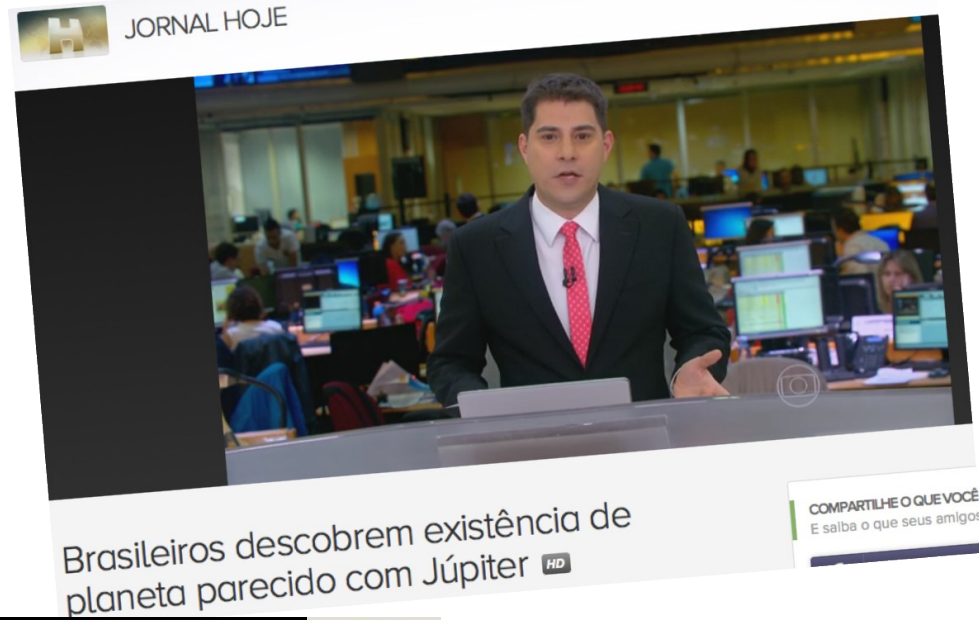 JORNAL HOJE
Brasileiros descobrem existência de
planeta parecido com Júpiter HD
COMPARTILHE O QUE VOCÊ
E saiba o que seus amigos